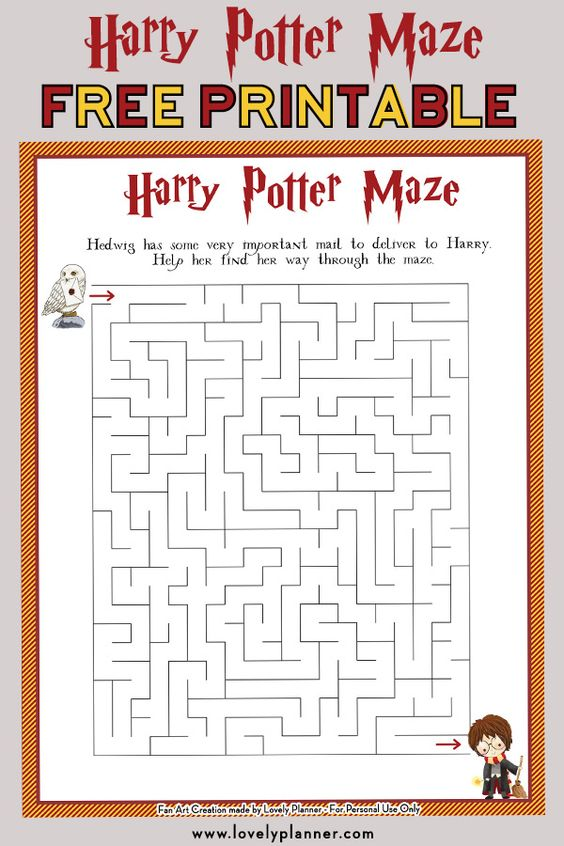 Harry Potter Maze
FREE PRINTABLE
Harry Potter Maze
Hedwig has some very important mail to deliver to Harry.
Help her find her way through the maze.
Fan Art Creation made by Lovely Planner - For Personal Use Only
www.lovelyplanner.com